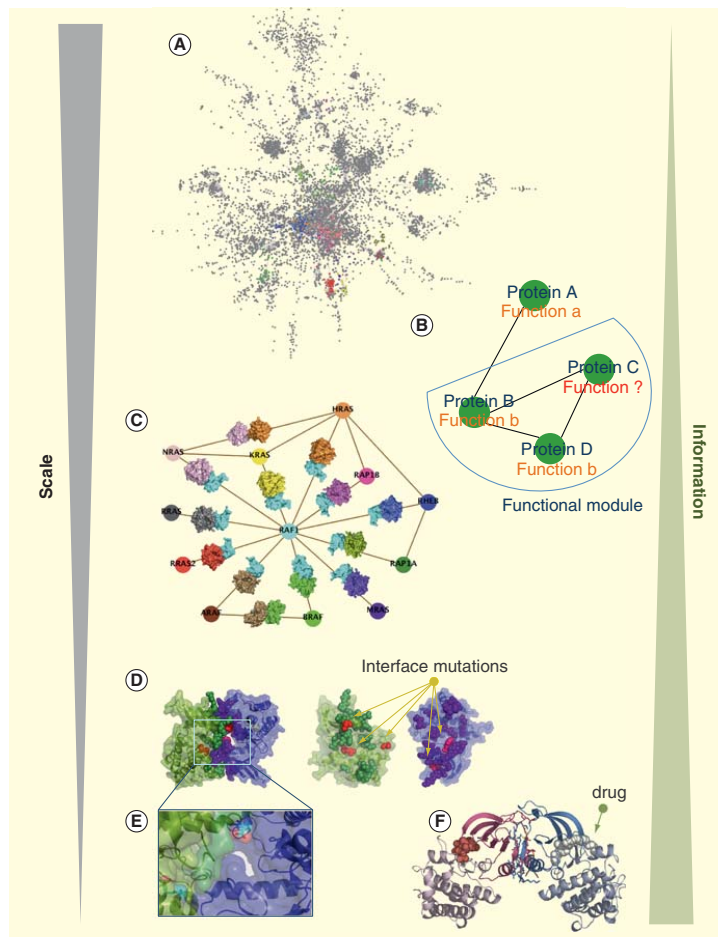 A
B
Protein A
Function a
Protein C
Function ?
Protein B
Function b
Protein D
Function b
Functional module
C
HRAS
NRAS
KRAS
RAP1B
RHEB
RRAS
RAF1
RRAS2
RAP1A
ARAF
BRAF
MRAS
Scale
Information
D
Interface mutations
E
F
drug